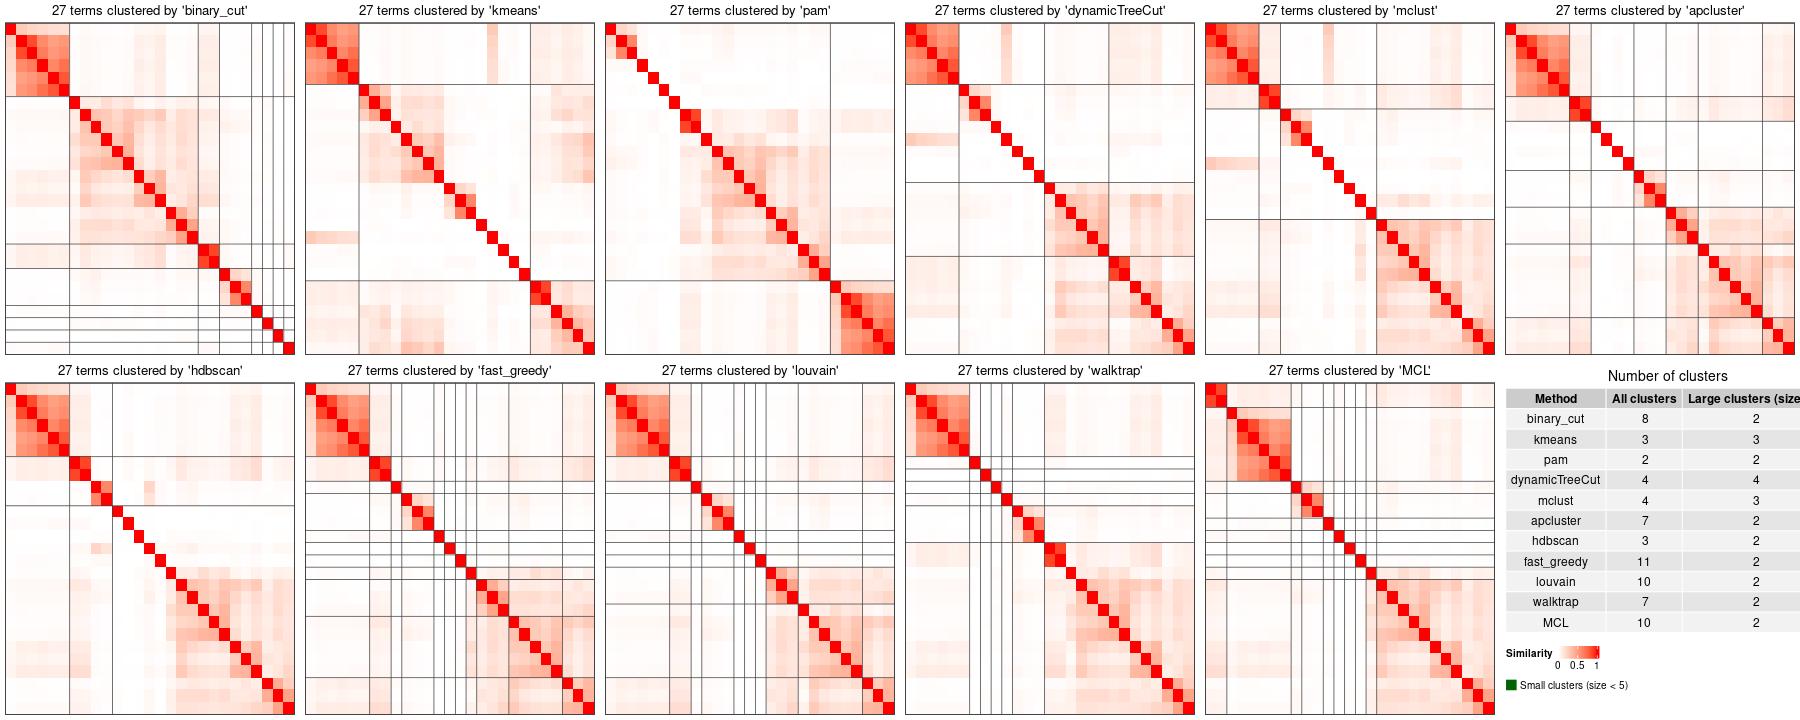 27 terms clustered by 'binary_cut'
27 terms clustered by 'kmeans'
27 terms clustered by 'pam'
27 terms clustered by 'dynamicTreeCut'
27 terms clustered by 'mclust'
27 terms clustered by 'apcluster'
27 terms clustered by 'hdbscan'
27 terms clustered by 'fast_greedy'
27 terms clustered by 'louvain'
27 terms clustered by 'walktrap'
27 terms clustered by 'MCL'
Number of clusters
Method All clusters Large clusters (size
binary_cut 8 2
kmeans 3 3
pam 2 2
dynamicTreeCut 4 4
mclust 4 3
apcluster 7 2
hdbscan 3 2
fast_greedy 11 2
louvain 10 2
walktrap 7 2
MCL 10 2
Similarity
0 0.5 1
Small clusters (size < 5)